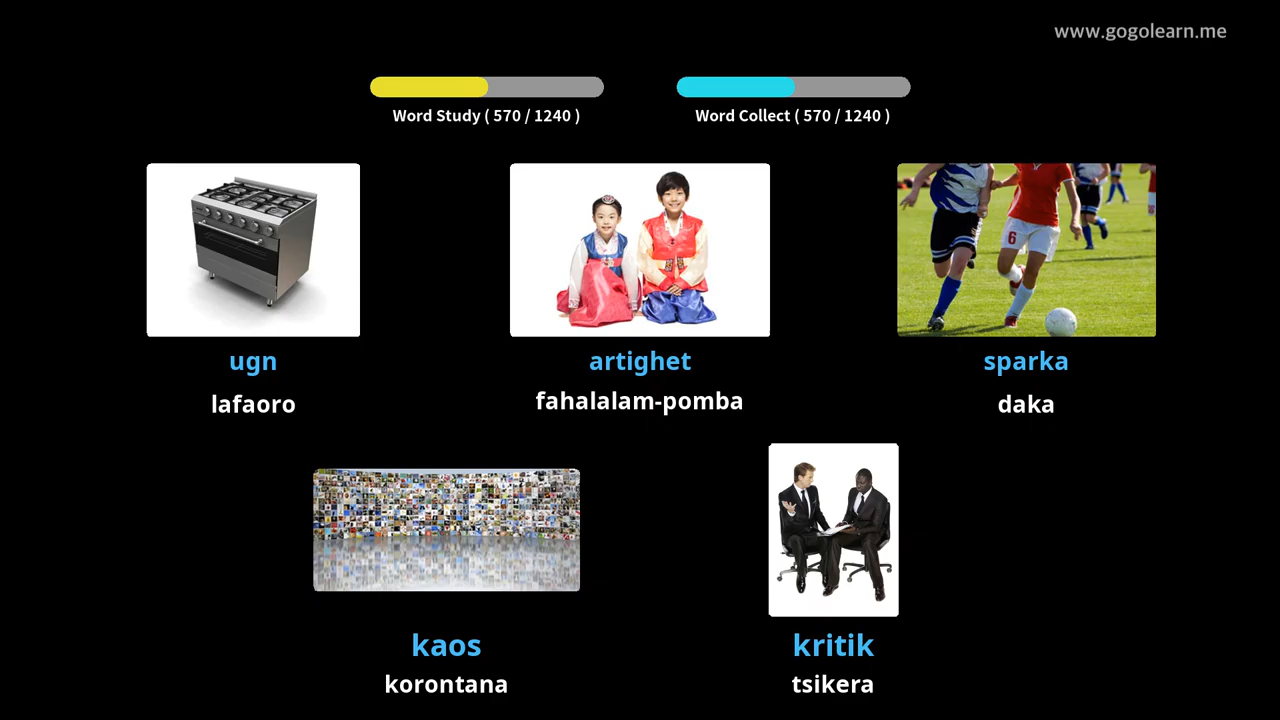 www.gogolearn.me
Word Study ( 570 / 1240 )
Word Collect ( 570 / 1240 )
ugn
lafaoro
artighet
fahalalam-pomba
sparka
daka
6
kaos
korontana
kritik
tsikera